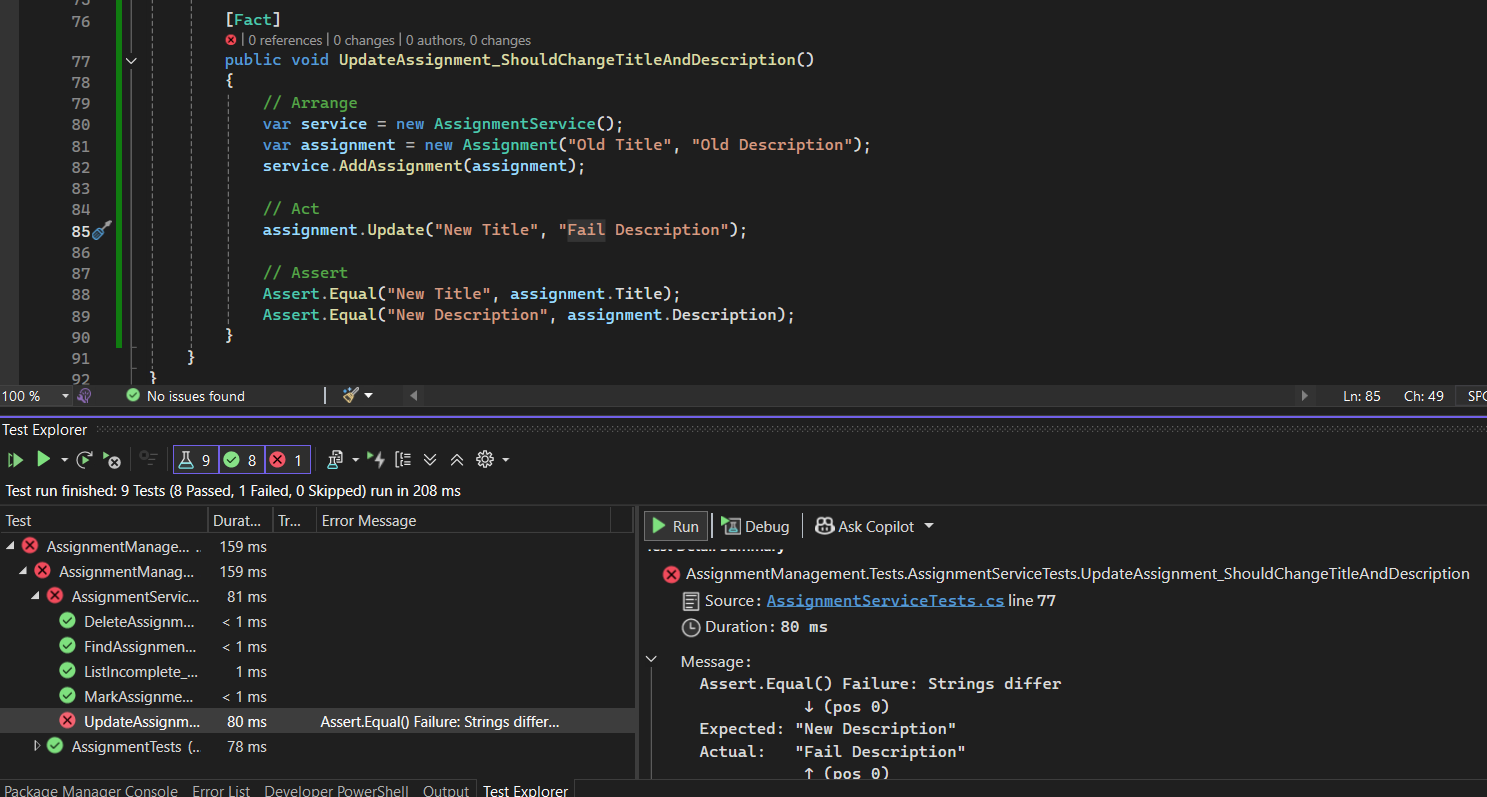 76 [Fact]
0 references | 0 changes | 0 authors, 0 changes
77 public void UpdateAssignment_ShouldChangeTitleAndDescription()
78 {
79 // Arrange
80 var service = new AssignmentService();
81 var assignment = new Assignment("Old Title", "Old Description");
82 service.AddAssignment(assignment);
83
84 // Act
85 assignment.Update("New Title", "Fail Description");
86
87 // Assert
88 Assert.Equal("New Title", assignment.Title);
89 Assert.Equal("New Description", assignment.Description);
90 }
91 }
92 }
100 % No issues found Ln: 85 Ch: 49 SPC
Test Explorer
9 8 1
Test run finished: 9 Tests (8 Passed, 1 Failed, 0 Skipped) run in 208 ms
Test Durat... Tr... Error Message
AssignmentManage... .. 159 ms
AssignmentManag... 159 ms
AssignmentServic... 81 ms
DeleteAssignm... < 1 ms
FindAssignmen... < 1 ms
ListIncomplete_... 1 ms
MarkAssignme... < 1 ms
UpdateAssignm... 80 ms Assert.Equal() Failure: Strings differ...
AssignmentTests (.. 78 ms
Run Debug Ask Copilot
Test Detail Summary
AssignmentManagement.Tests.AssignmentServiceTests.UpdateAssignment_ShouldChangeTitleAndDescription
Source: AssignmentServiceTests.cs line 77
Duration: 80 ms
Message:
Assert.Equal() Failure: Strings differ
↓ (pos 0)
Expected: "New Description"
Actual: "Fail Description"
↑ (pos 0)
Package Manager Console Error List Developer PowerShell Output Test Explorer